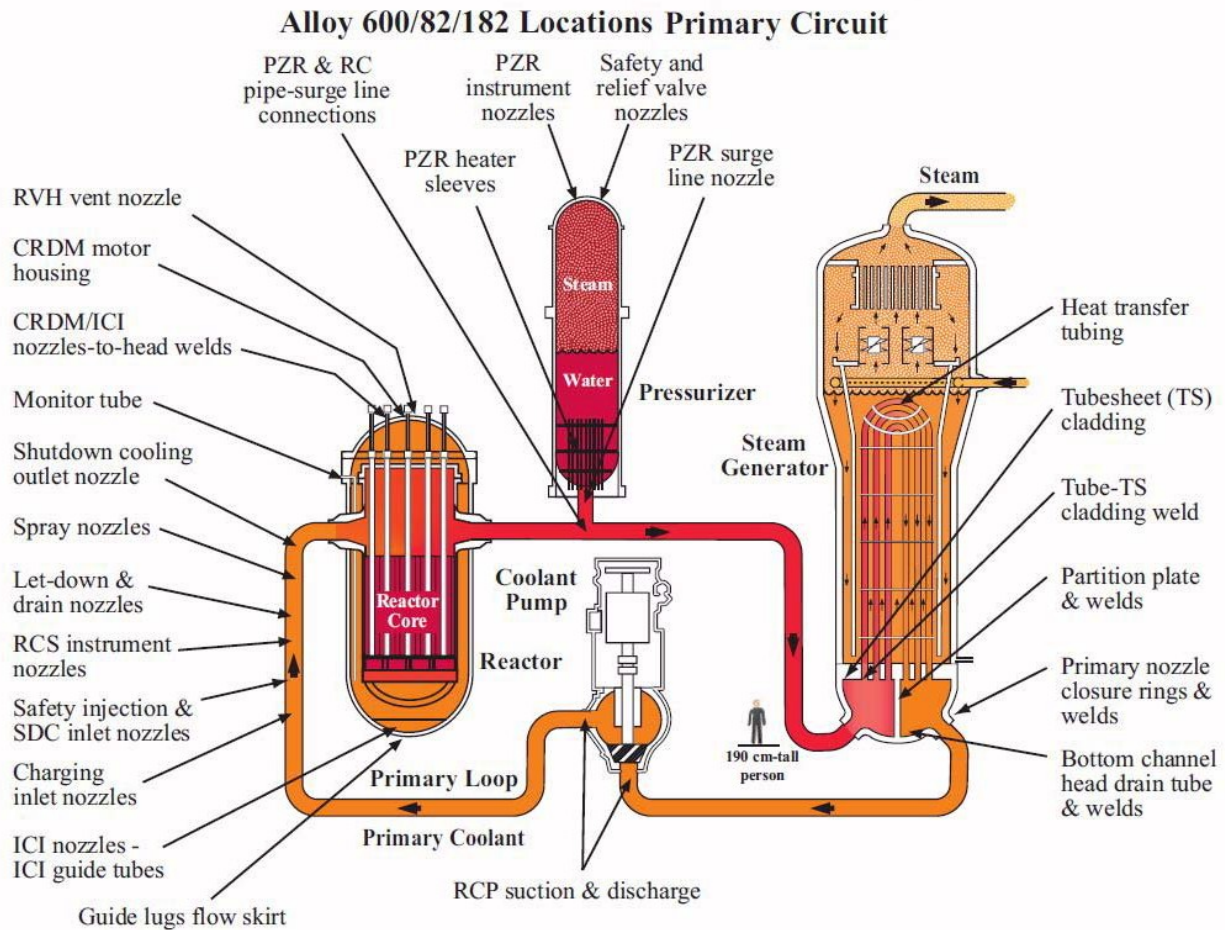 Alloy 600/82/182 Locations Primary Circuit
PZR & RC
pipe-surge line
connections
PZR
instrument
nozzles
Safety and
relief valve
nozzles
PZR heater
sleeves
PZR surge
line nozzle
Steam
RVH vent nozzle
CRDM motor
housing
CRDM/ICI
nozzles-to-head welds
Monitor tube
Shutdown cooling
outlet nozzle
Spray nozzles
Let-down &
drain nozzles
RCS instrument
nozzles
Safety injection &
SDC inlet nozzles
Charging
inlet nozzles
ICI nozzles -
ICI guide tubes
Guide lugs flow skirt
Steam
Water
Pressurizer
Reactor
Core
Reactor
Coolant
Pump
Primary Loop
Primary Coolant
RCP suction & discharge
190 cm-tall
person
Steam
Generator
Heat transfer
tubing
Tubesheet (TS)
cladding
Tube-TS
cladding weld
Partition plate
& welds
Primary nozzle
closure rings &
welds
Bottom channel
head drain tube
& welds